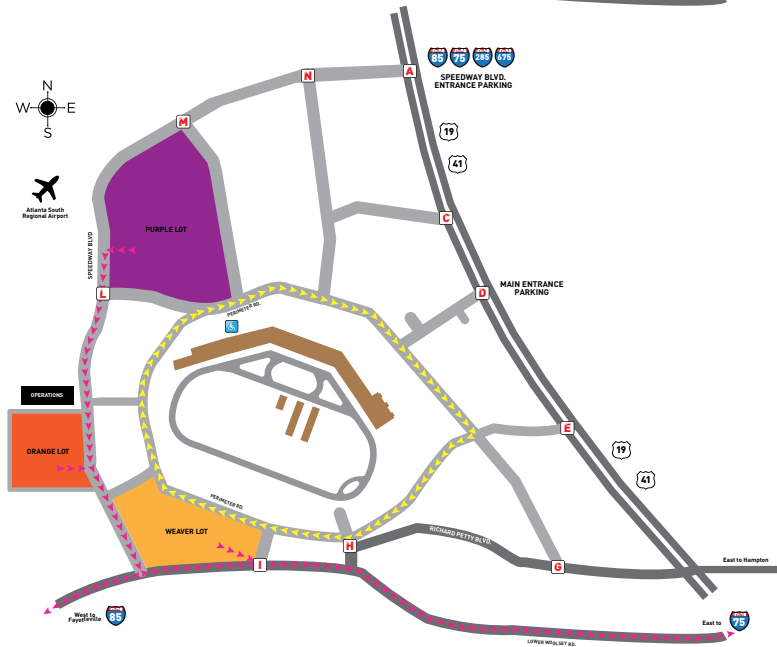 N
W
E
S
Atlanta South
Regional Airport
85
75
285
675
SPEEDWAY BLVD.
ENTRANCE PARKING
A
N
M
19
41
PURPLE LOT
SPEEDWAY BLVD
C
L
D
MAIN ENTRANCE
PARKING
PERIMETER RD.
OPERATIONS
E
ORANGE LOT
19
41
PERIMETER RD.
WEAVER LOT
RICHARD PETTY BLVD.
H
I
G
East to Hampton
West to
Fayetteville
85
East to
75
LOWER WOOLSEY RD.